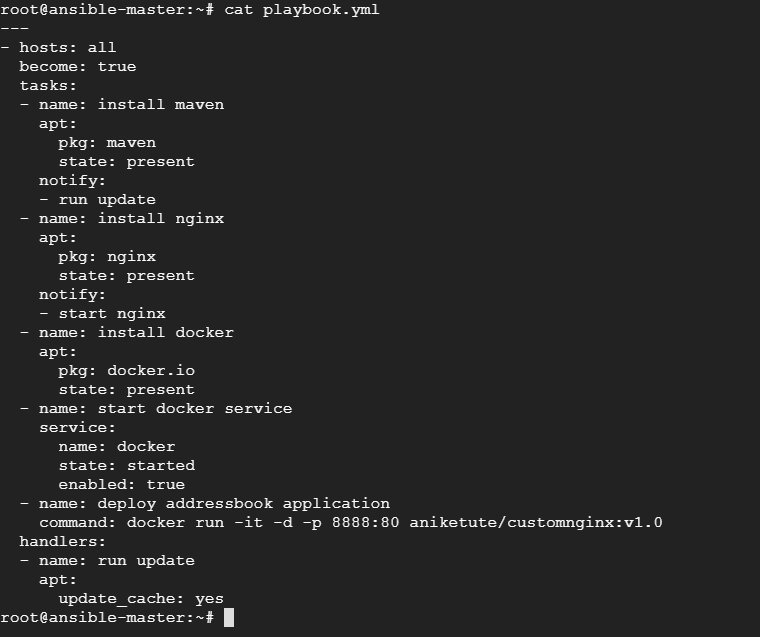 root@ansible-master:~# cat playbook.yml
---
- hosts: all
  become: true
  tasks:
  - name: install maven
    apt:
      pkg: maven
      state: present
    notify:
    - run update
  - name: install nginx
    apt:
      pkg: nginx
      state: present
    notify:
    - start nginx
  - name: install docker
    apt:
      pkg: docker.io
      state: present
  - name: start docker service
    service:
      name: docker
      state: started
      enabled: true
  - name: deploy addressbook application
    command: docker run -it -d -p 8888:80 aniketute/customnginx:v1.0
  handlers:
  - name: run update
    apt:
      update_cache: yes
root@ansible-master:~#